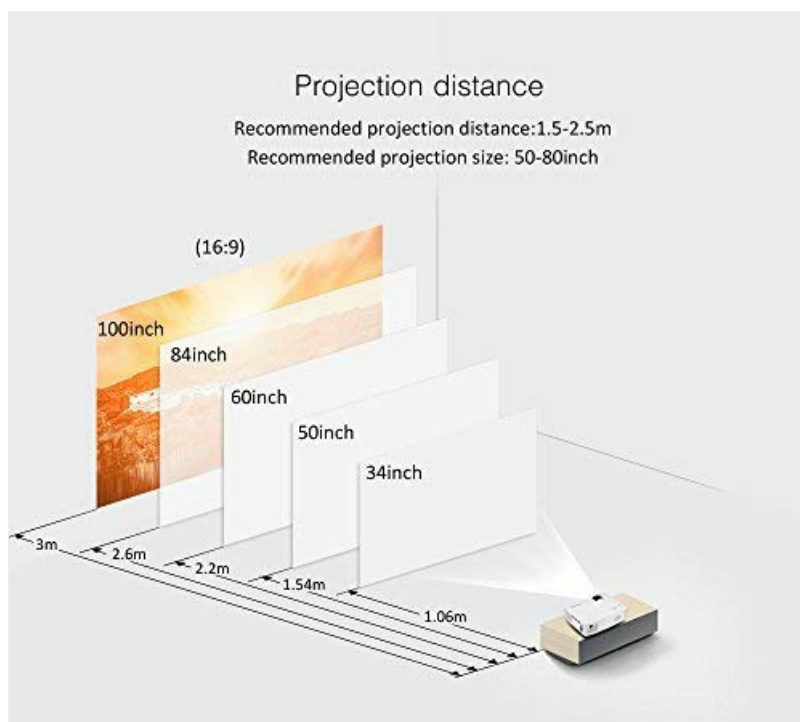 Projection distance
Recommended projection distance:1.5-2.5m
Recommended projection size: 50-80inch
(16:9)
100inch
84inch
60inch
50inch
34inch
3m
2.6m
2.2m
1.54m
1.06m